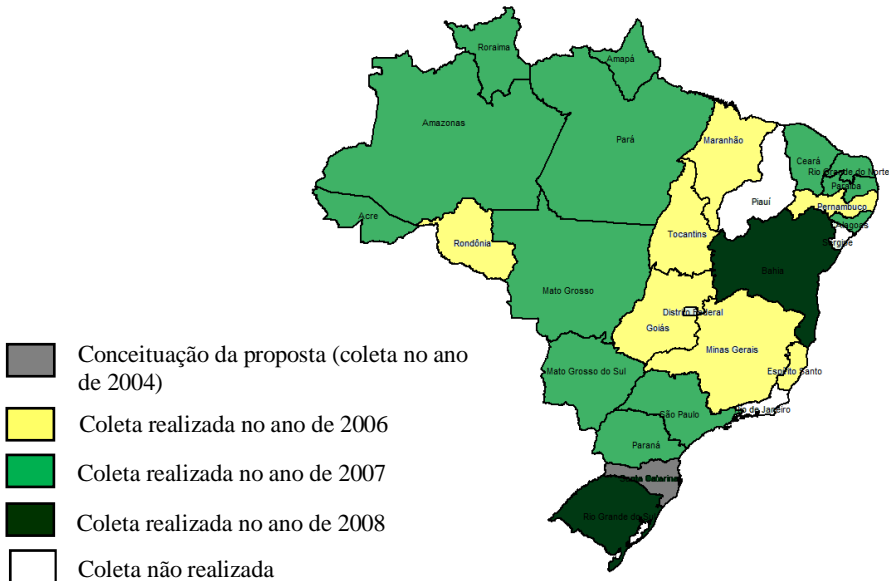 Roraima
Amapá
Amazonas
Pará
Maranhão
Ceará
Rio Grande do Norte
Paraíba
Piauí
Pernambuco
Acre
Alagoas
Rondônia
Tocantins
Sergipe
Bahia
Mato Grosso
Distrito Federal
Goiás
Minas Gerais
Espírito Santo
Mato Grosso do Sul
São Paulo
Rio de Janeiro
Paraná
Santa Catarina
Rio Grande do Sul
Conceituação da proposta (coleta no ano
de 2004)
Coleta realizada no ano de 2006
Coleta realizada no ano de 2007
Coleta realizada no ano de 2008
Coleta não realizada